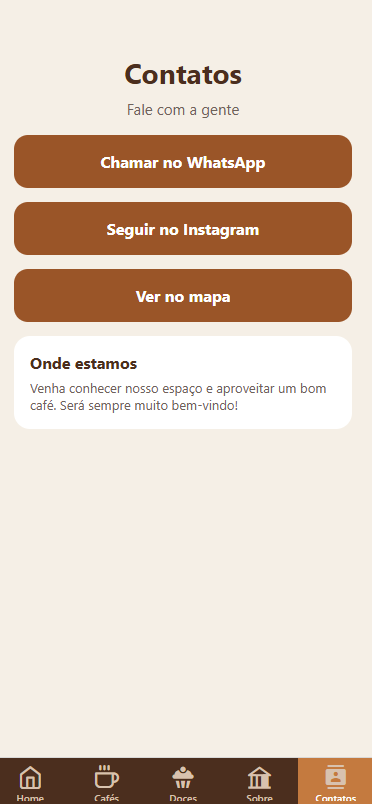 Contatos
Fale com a gente
Chamar no WhatsApp
Seguir no Instagram
Ver no mapa
Onde estamos
Venha conhecer nosso espaço e aproveitar um bom
café. Será sempre muito bem-vindo!
Home Cafés Doces Sobre Contatos